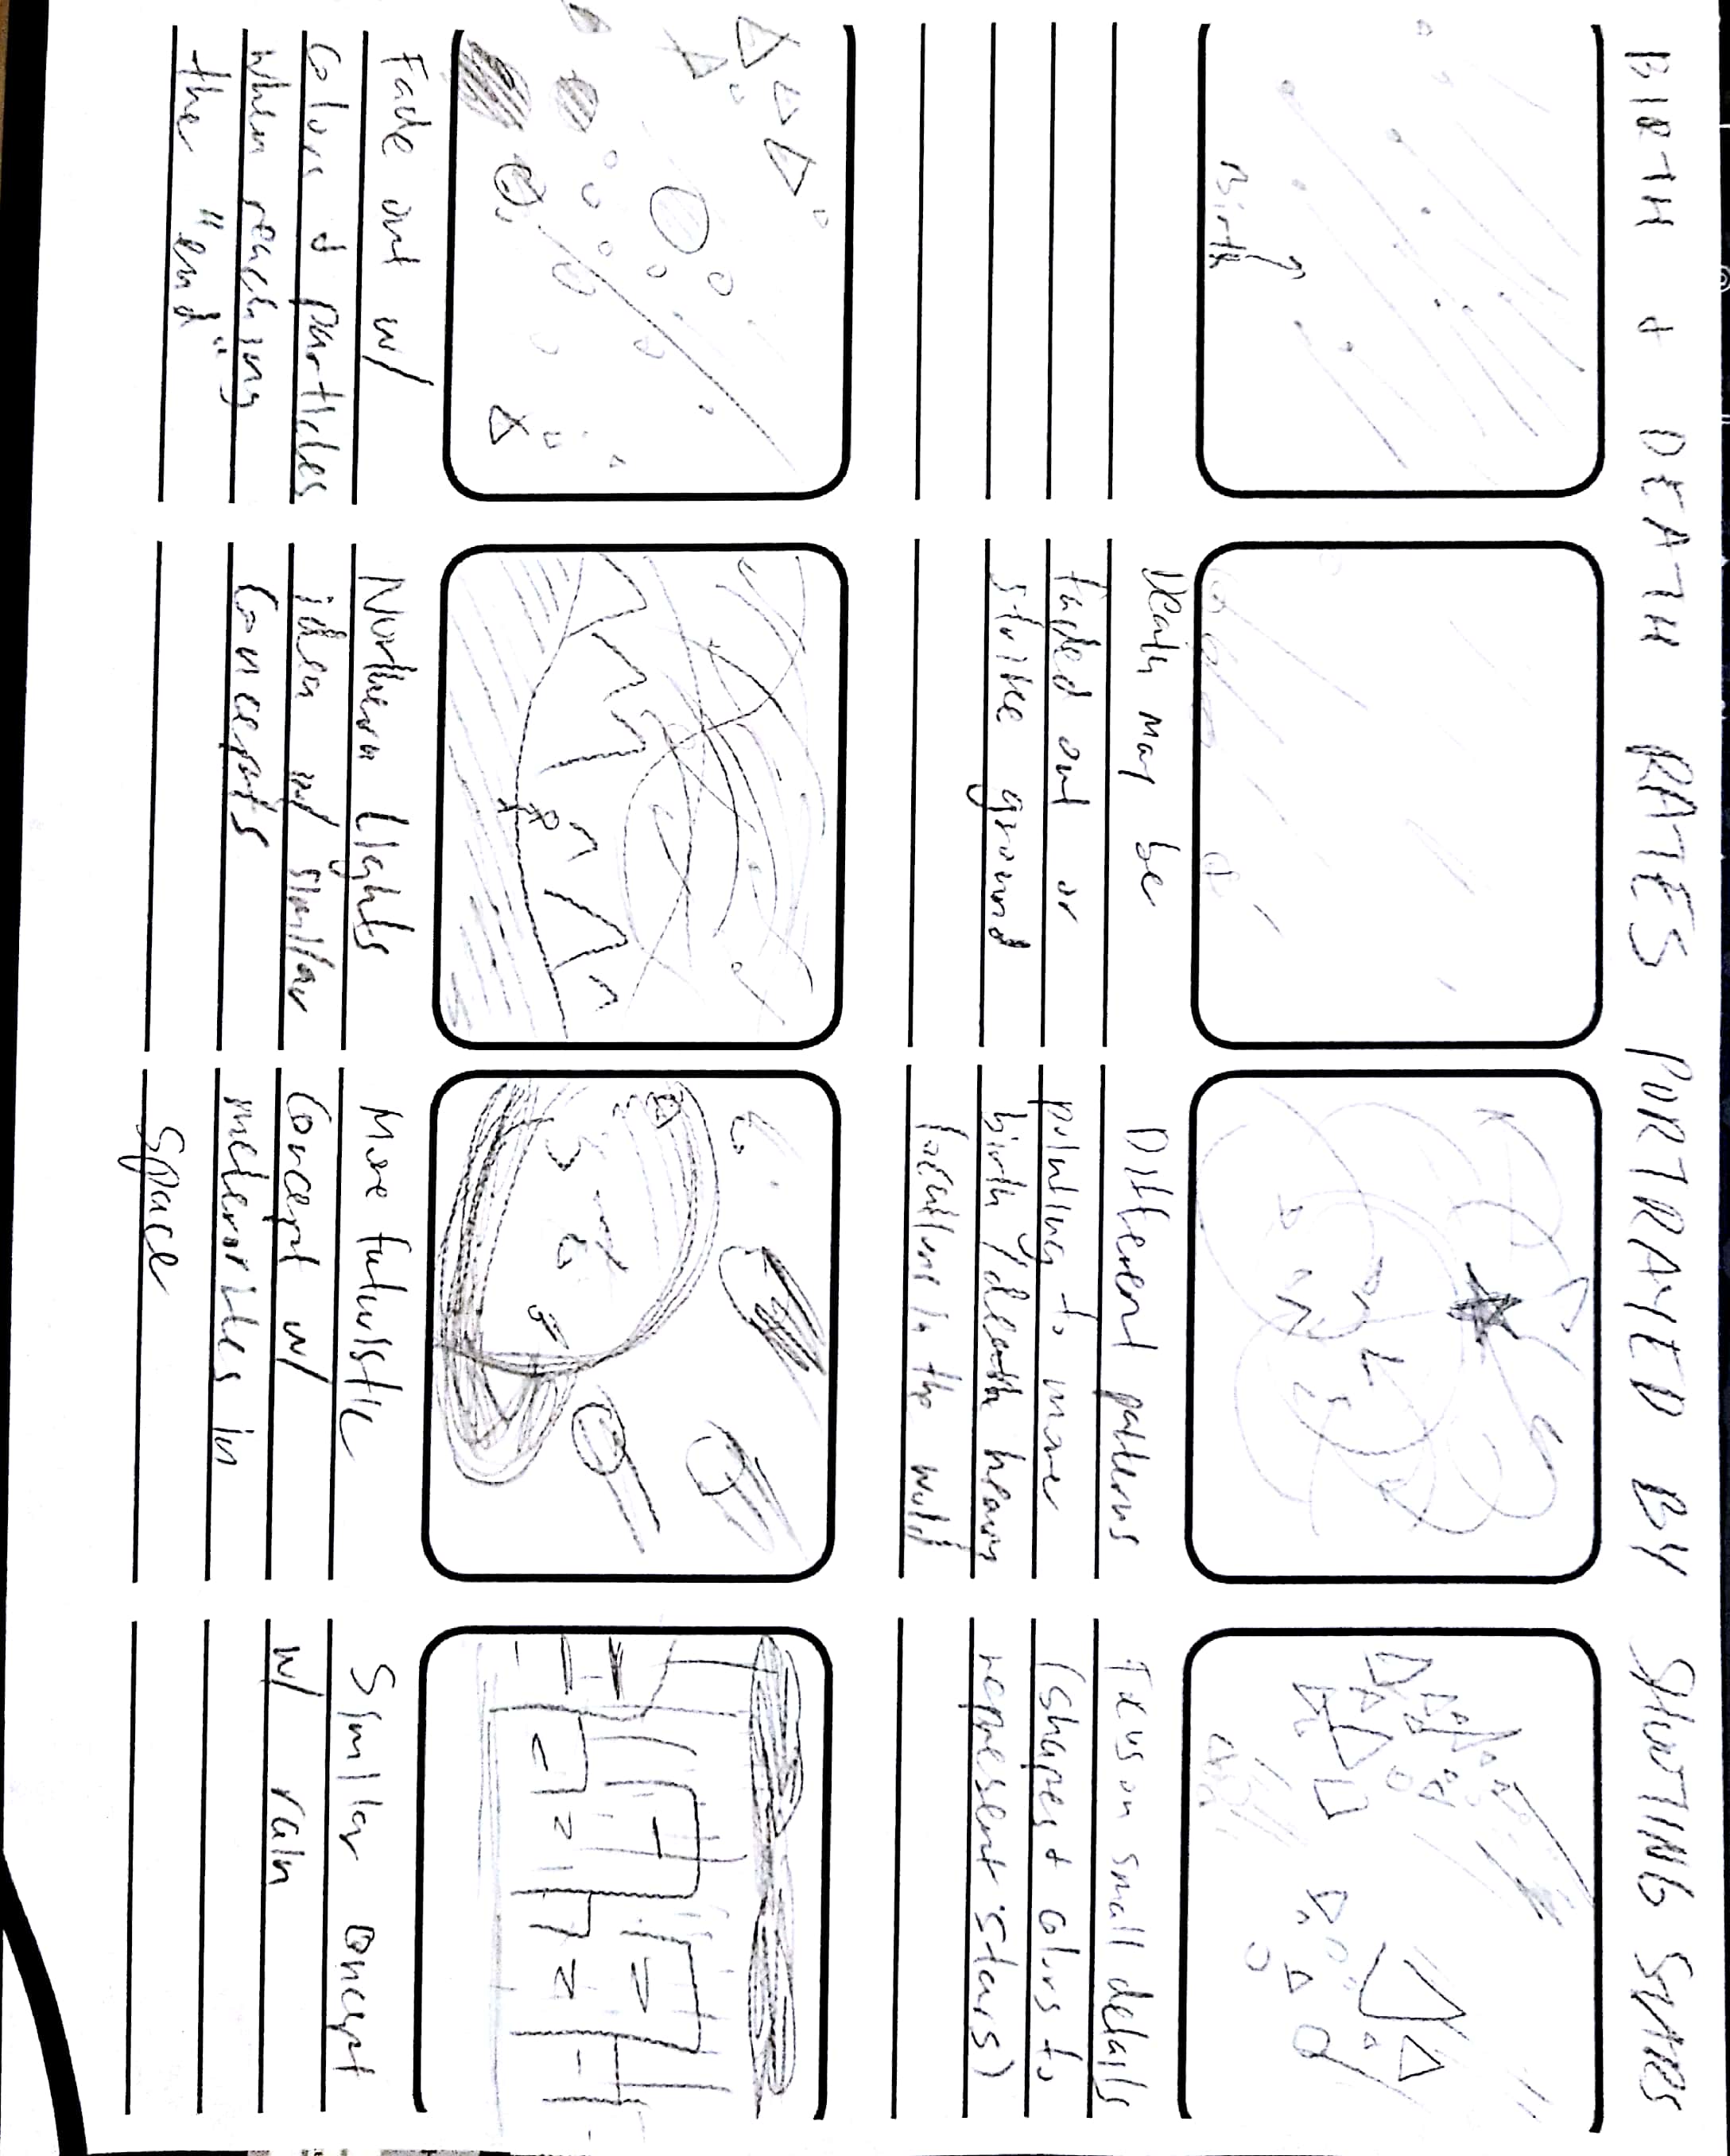 BIRTH & DEATH RATES PORTRAYED BY SHOOTING STARS
Birth
Death may be
faded out or
strike ground
Different patterns
pointing to more
birth/death heavy
locations in the world
Focus on small details
(shapes & colors to
represent stars)
Fade out w/
colors & particles
when reaching
the "end"
Northern Lights
idea w/ similar
concepts
More futuristic
concept w/
meterorites in
space
Similar concept
w/ rain